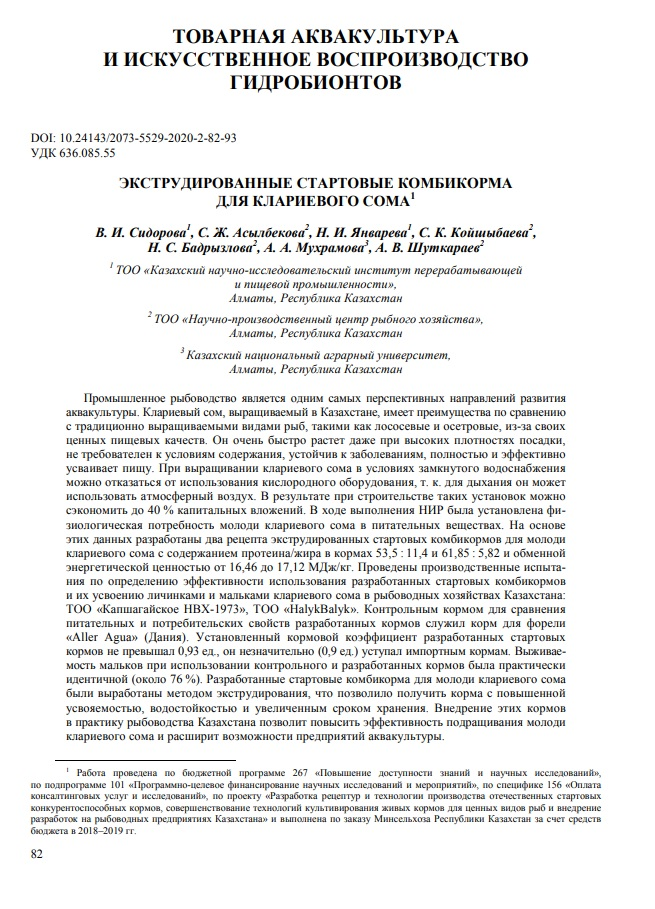 ТОВАРНАЯ АКВАКУЛЬТУРА
И ИСКУССТВЕННОЕ ВОСПРОИЗВОДСТВО
ГИДРОБИОНТОВ
DOI: 10.24143/2073-5529-2020-2-82-93
УДК 636.085.55
ЭКСТРУДИРОВАННЫЕ СТАРТОВЫЕ КОМБИКОРМА
ДЛЯ КЛАРИЕВОГО СОМА¹
В. И. Сидорова¹, С. Ж. Асылбекова², Н. И. Январева¹, С. К. Койшыбаева²,
Н. С. Бадрызлова², А. А. Мухрамова³, А. В. Шуткараев²
¹ ТОО «Казахский научно-исследовательский институт перерабатывающей
и пищевой промышленности»,
Алматы, Республика Казахстан
² ТОО «Научно-производственный центр рыбного хозяйства»,
Алматы, Республика Казахстан
³ Казахский национальный аграрный университет,
Алматы, Республика Казахстан
Промышленное рыбоводство является одним самых перспективных направлений развития
аквакультуры. Клариевый сом, выращиваемый в Казахстане, имеет преимущества по сравнению
с традиционно выращиваемыми видами рыб, такими как лососевые и осетровые, из-за своих
ценных пищевых качеств. Он очень быстро растет даже при высоких плотностях посадки,
не требователен к условиям содержания, устойчив к заболеваниям, полностью и эффективно
усваивает пищу. При выращивании клариевого сома в условиях замкнутого водоснабжения
можно отказаться от использования кислородного оборудования, т. к. для дыхания он может
использовать атмосферный воздух. В результате при строительстве таких установок можно
сэкономить до 40 % капитальных вложений. В ходе выполнения НИР была установлена фи-
зиологическая потребность молоди клариевого сома в питательных веществах. На основе
этих данных разработаны два рецепта экструдированных стартовых комбикормов для молоди
клариевого сома с содержанием протеина/жира в кормах 53,5 : 11,4 и 61,85 : 5,82 и обменной
энергетической ценностью от 16,46 до 17,12 МДж/кг. Проведены производственные испыта-
ния по определению эффективности использования разработанных стартовых комбикормов
и их усвоению личинками и мальками клариевого сома в рыбоводных хозяйствах Казахстана:
ТОО «Капшагайское НВХ-1973», ТОО «HalykBalyk». Контрольным кормом для сравнения
питательных и потребительских свойств разработанных кормов служил корм для форели
«Aller Agua» (Дания). Установленный кормовой коэффициент разработанных стартовых
кормов не превышал 0,93 ед., он незначительно (0,9 ед.) уступал импортным кормам. Выживае-
мость мальков при использовании контрольного и разработанных кормов была практически
идентичной (около 76 %). Разработанные стартовые комбикорма для молоди клариевого сома
были выработаны методом экструдирования, что позволило получить корма с повышенной
усвояемостью, водостойкостью и увеличенным сроком хранения. Внедрение этих кормов
в практику рыбоводства Казахстана позволит повысить эффективность подращивания молоди
клариевого сома и расширит возможности предприятий аквакультуры.
¹ Работа проведена по бюджетной программе 267 «Повышение доступности знаний и научных исследований»,
по подпрограмме 101 «Программно-целевое финансирование научных исследований и мероприятий», по специфике 156 «Оплата
консалтинговых услуг и исследований», по проекту «Разработка рецептур и технологии производства отечественных стартовых
конкурентоспособных кормов, совершенствование технологий культивирования живых кормов для ценных видов рыб и внедрение
разработок на рыбоводных предприятиях Казахстана» и выполнена по заказу Минсельхоза Республики Казахстан за счет средств
бюджета в 2018–2019 гг.
82